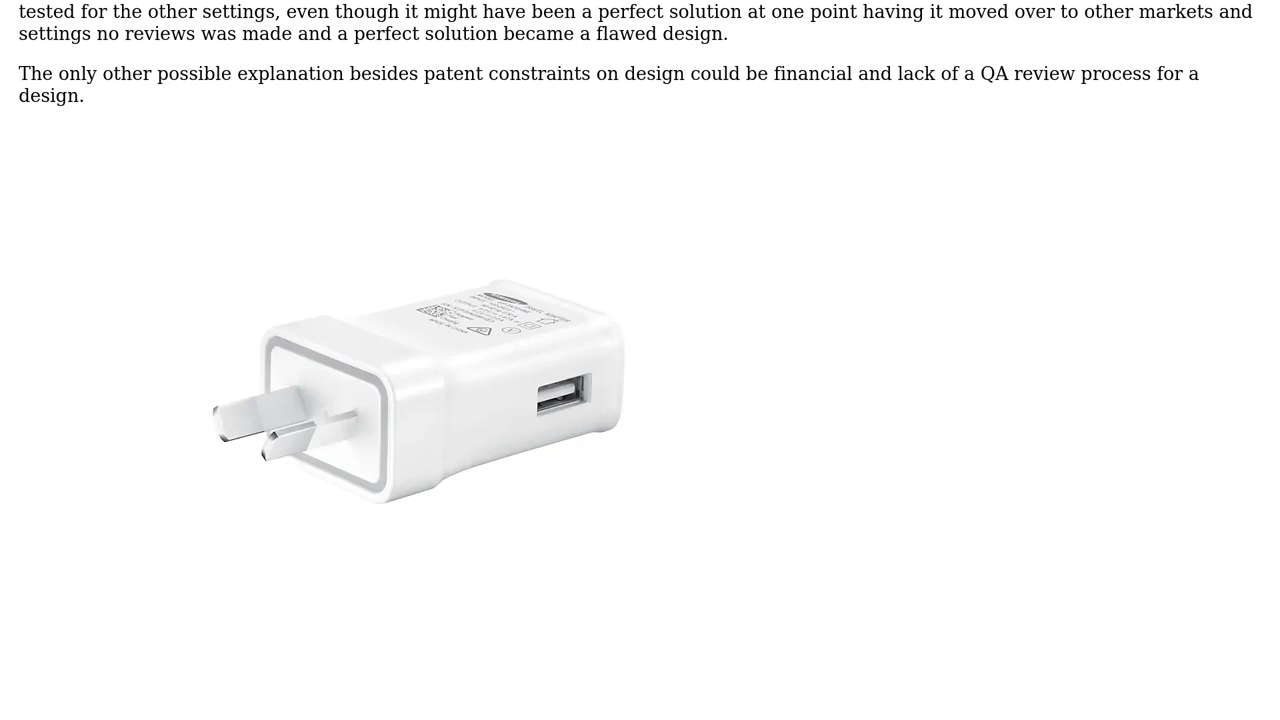 tested for the other settings, even though it might have been a perfect solution at one point having it moved over to other markets and
settings no reviews was made and a perfect solution became a flawed design.
The only other possible explanation besides patent constraints on design could be financial and lack of a QA review process for a
design.